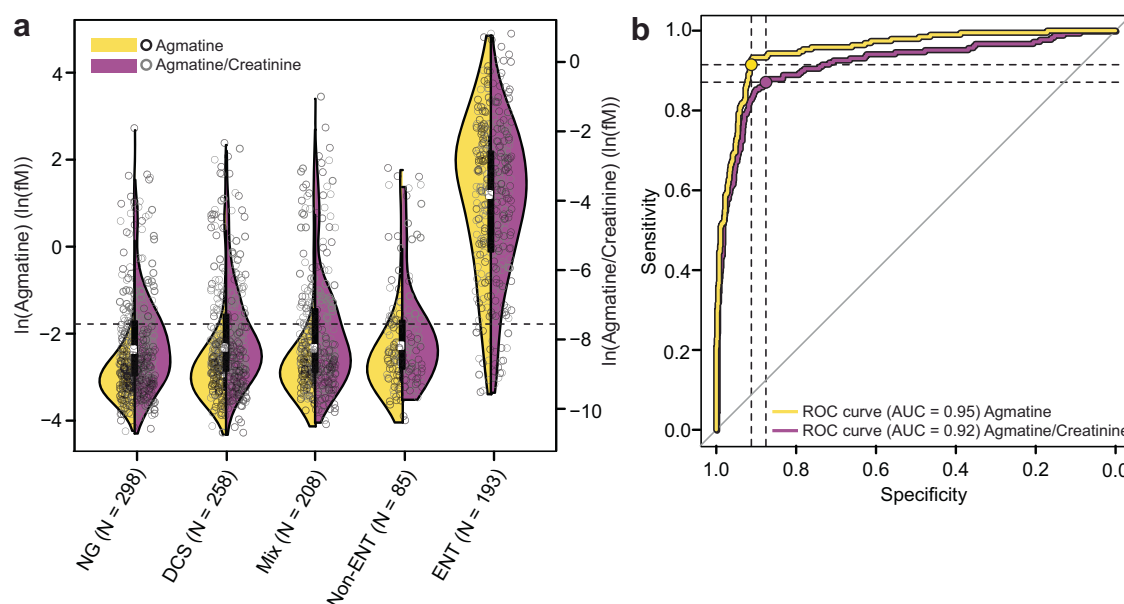 a
Agmatine
Agmatine/Creatinine
ln(Agmatine) (ln(fM))
4
2
0
−2
−4
0
−2
−4
−6
−8
−10
ln(Agmatine/Creatinine) (ln(fM))
NG (N = 298)
DCS (N = 258)
Mix (N = 208)
Non-ENT (N = 85)
ENT (N = 193)
b
Sensitivity
1.0
0.8
0.6
0.4
0.2
0.0
ROC curve (AUC = 0.95) Agmatine
ROC curve (AUC = 0.92) Agmatine/Creatinine
1.0
0.8
0.6
0.4
0.2
0.0
Specificity